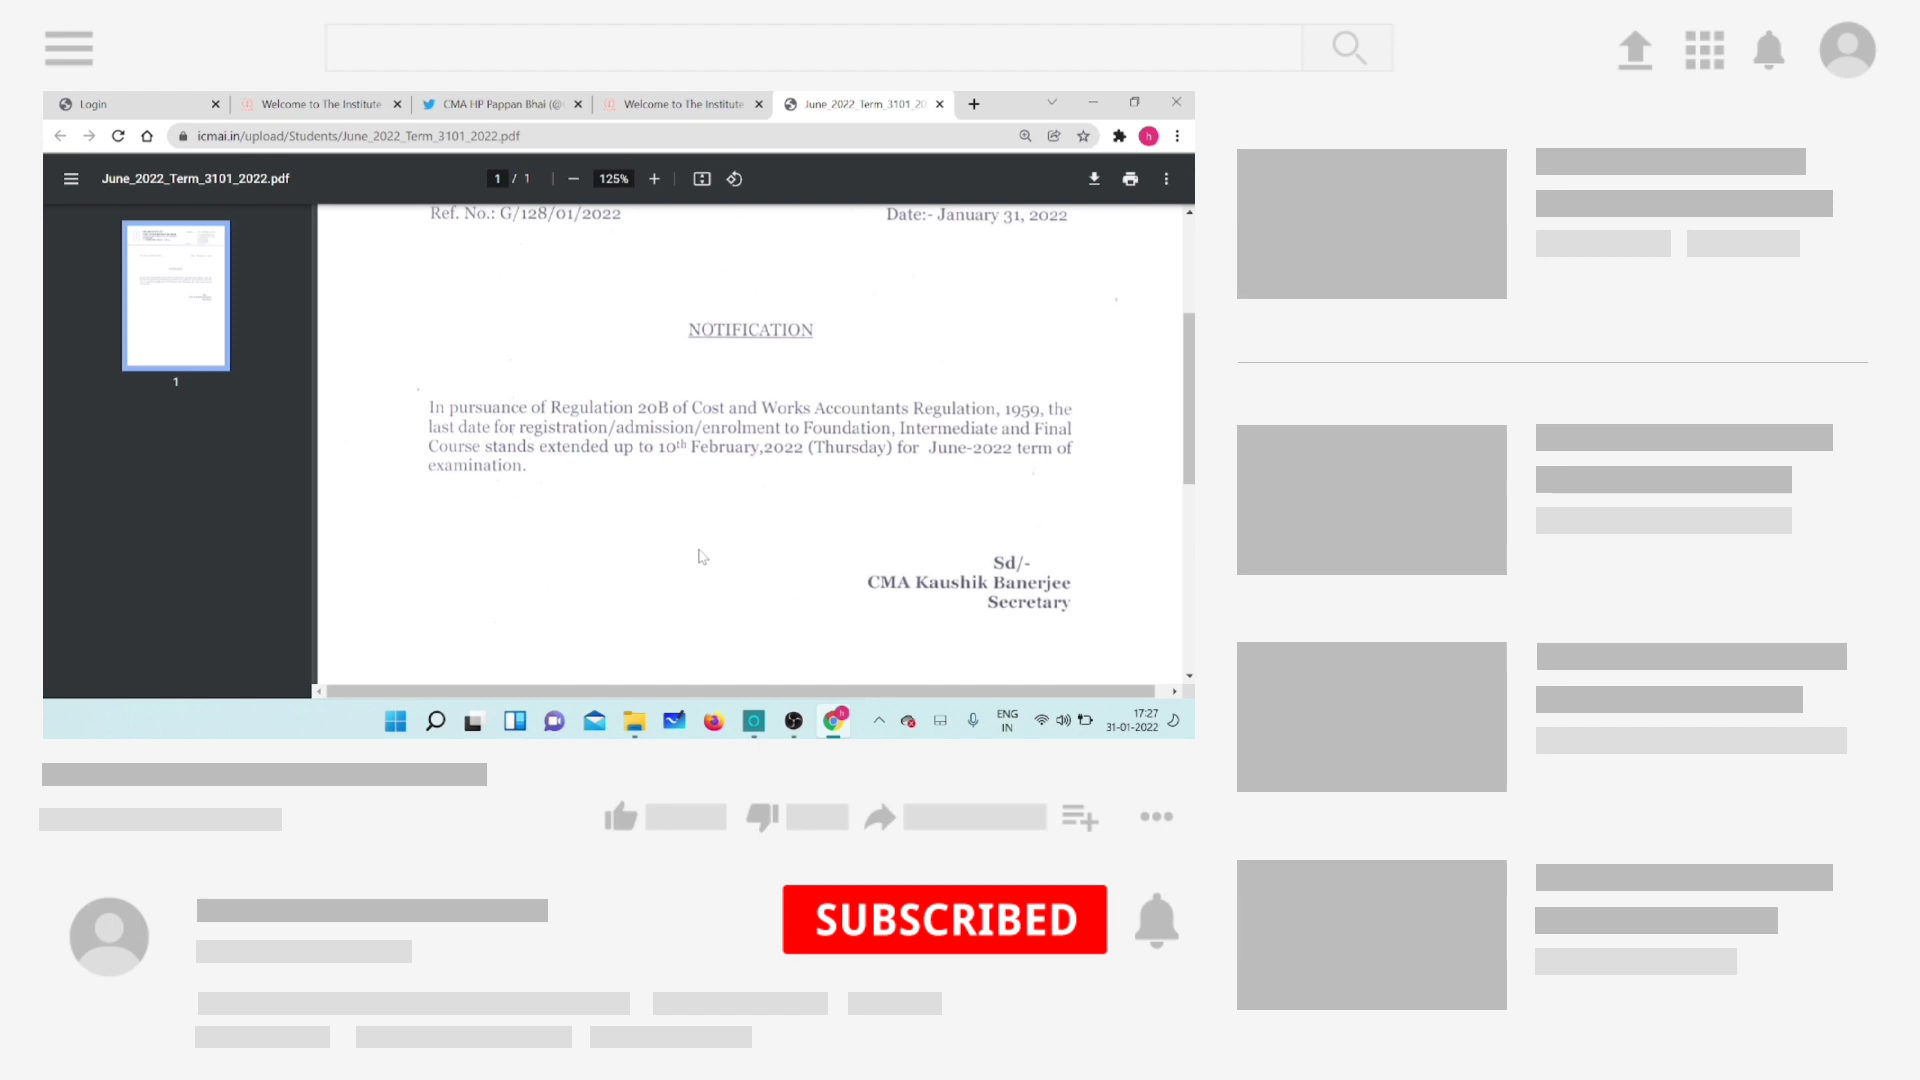 Login
Welcome to The Institute
CMA HP Pappan Bhai (@
Welcome to The Institute
June_2022_Term_3101_20
icmai.in/upload/Students/June_2022_Term_3101_2022.pdf
h
June_2022_Term_3101_2022.pdf
1 / 1
125%
Ref. No.: G/128/01/2022
Date:- January 31, 2022
NOTIFICATION
In pursuance of Regulation 20B of Cost and Works Accountants Regulation, 1959, the
last date for registration/admission/enrolment to Foundation, Intermediate and Final
Course stands extended up to 10th February,2022 (Thursday) for June-2022 term of
examination.
Sd/-
CMA Kaushik Banerjee
Secretary
1
ENG
IN
17:27
31-01-2022
SUBSCRIBED